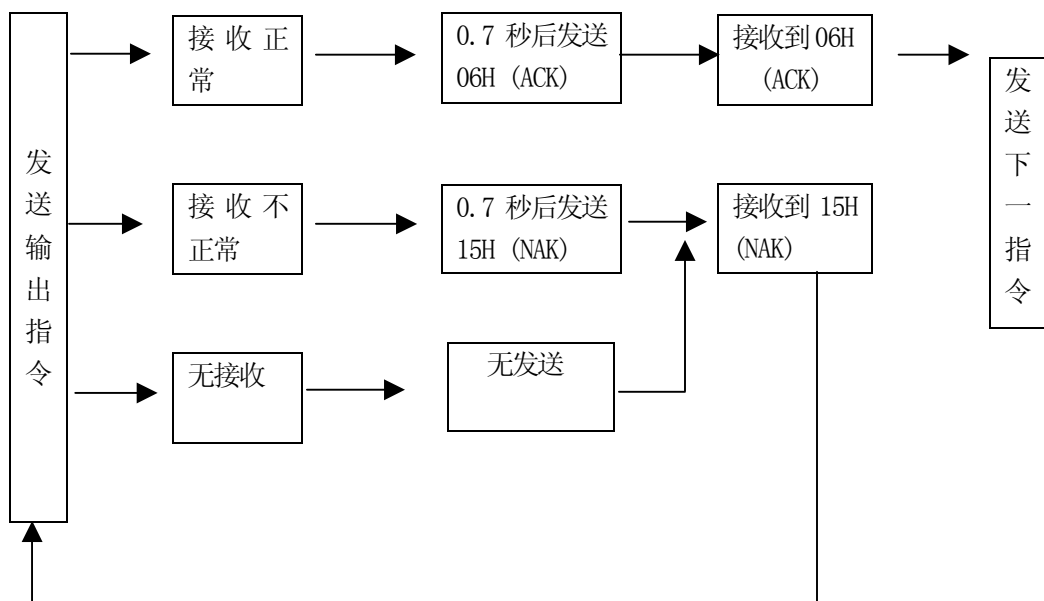 发送输出指令
接收正
常
0.7 秒后发送
06H (ACK)
接收到 06H
(ACK)
发送下一指令
接收不
正常
0.7 秒后发送
15H (NAK)
接收到 15H
(NAK)
无接收
无发送